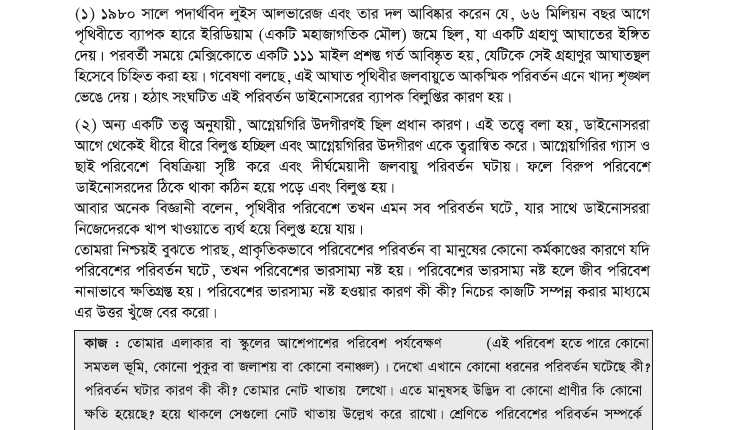 (১) ১৯৮০ সালে পদার্থবিদ লুইস আলভারেজ এবং তার দল আবিষ্কার করেন যে, ৬৬ মিলিয়ন বছর আগে
পৃথিবীতে ব্যাপক হারে ইরিডিয়াম (একটি মহাজাগতিক মৌল) জমে ছিল, যা একটি গ্রহাণু আঘাতের ইঙ্গিত
দেয়। পরবর্তী সময়ে মেক্সিকোতে একটি ১১১ মাইল প্রশস্ত গর্ত আবিষ্কৃত হয়, যেটিকে সেই গ্রহাণুর আঘাতস্থল
হিসেবে চিহ্নিত করা হয়। গবেষণা বলছে, এই আঘাত পৃথিবীর জলবায়ুতে আকস্মিক পরিবর্তন এনে খাদ্য শৃঙ্খল
ভেঙে দেয়। হঠাৎ সংঘটিত এই পরিবর্তন ডাইনোসরের ব্যাপক বিলুপ্তির কারণ হয়।
(২) অন্য একটি তত্ত্ব অনুযায়ী, আগ্নেয়গিরি উদগীরণই ছিল প্রধান কারণ। এই তত্ত্বে বলা হয়, ডাইনোসররা
আগে থেকেই ধীরে ধীরে বিলুপ্ত হচ্ছিল এবং আগ্নেয়গিরির উদগীরণ একে ত্বরান্বিত করে। আগ্নেয়গিরির গ্যাস ও
ছাই পরিবেশে বিষক্রিয়া সৃষ্টি করে এবং দীর্ঘমেয়াদী জলবায়ু পরিবর্তন ঘটায়। ফলে বিরূপ পরিবেশে
ডাইনোসরদের ঠিকে থাকা কঠিন হয়ে পড়ে এবং বিলুপ্ত হয়।
আবার অনেক বিজ্ঞানী বলেন, পৃথিবীর পরিবেশে তখন এমন সব পরিবর্তন ঘটে, যার সাথে ডাইনোসররা
নিজেদেরকে খাপ খাওয়াতে ব্যর্থ হয়ে বিলুপ্ত হয়ে যায়।
তোমরা নিশ্চয়ই বুঝতে পারছ, প্রাকৃতিকভাবে পরিবেশের পরিবর্তন বা মানুষের কোনো কর্মকাণ্ডের কারণে যদি
পরিবেশের পরিবর্তন ঘটে, তখন পরিবেশের ভারসাম্য নষ্ট হয়। পরিবেশের ভারসাম্য নষ্ট হলে জীব পরিবেশ
নানাভাবে ক্ষতিগ্রস্ত হয়। পরিবেশের ভারসাম্য নষ্ট হওয়ার কারণ কী কী? নিচের কাজটি সম্পন্ন করার মাধ্যমে
এর উত্তর খুঁজে বের করো।
কাজ : তোমার এলাকার বা স্কুলের আশেপাশের পরিবেশ পর্যবেক্ষণ (এই পরিবেশ হতে পারে কোনো
সমতল ভূমি, কোনো পুকুর বা জলাশয় বা কোনো বনাঞ্চল)। দেখো এখানে কোনো ধরনের পরিবর্তন ঘটেছে কী?
পরিবর্তন ঘটার কারণ কী কী? তোমার নোট খাতায় লেখো। এতে মানুষসহ উদ্ভিদ বা কোনো প্রাণীর কি কোনো
ক্ষতি হয়েছে? হয়ে থাকলে সেগুলো নোট খাতায় উল্লেখ করে রাখো। শ্রেণিতে পরিবেশের পরিবর্তন সম্পর্কে